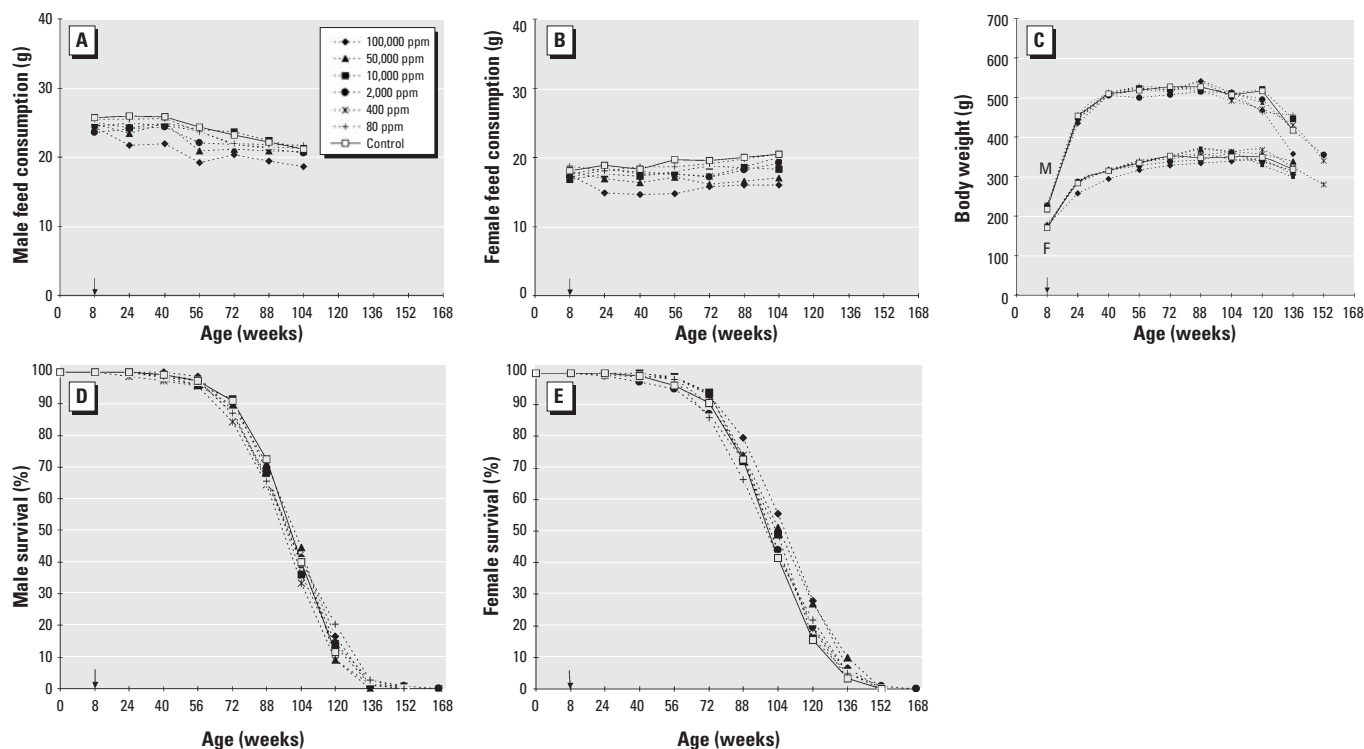 A
Male feed consumption (g)
40
30
20
10
0
0 8 24 40 56 72 88 104 120 136 152 168
Age (weeks)
100,000 ppm
50,000 ppm
10,000 ppm
2,000 ppm
400 ppm
80 ppm
Control
B
Female feed consumption (g)
40
30
20
10
0
0 8 24 40 56 72 88 104 120 136 152 168
Age (weeks)
C
Body weight (g)
700
600
500
400
300
200
100
0
M
F
0 8 24 40 56 72 88 104 120 136 152 168
Age (weeks)
D
Male survival (%)
100
90
80
70
60
50
40
30
20
10
0
0 8 24 40 56 72 88 104 120 136 152 168
Age (weeks)
E
Female survival (%)
100
90
80
70
60
50
40
30
20
10
0
0 8 24 40 56 72 88 104 120 136 152 168
Age (weeks)